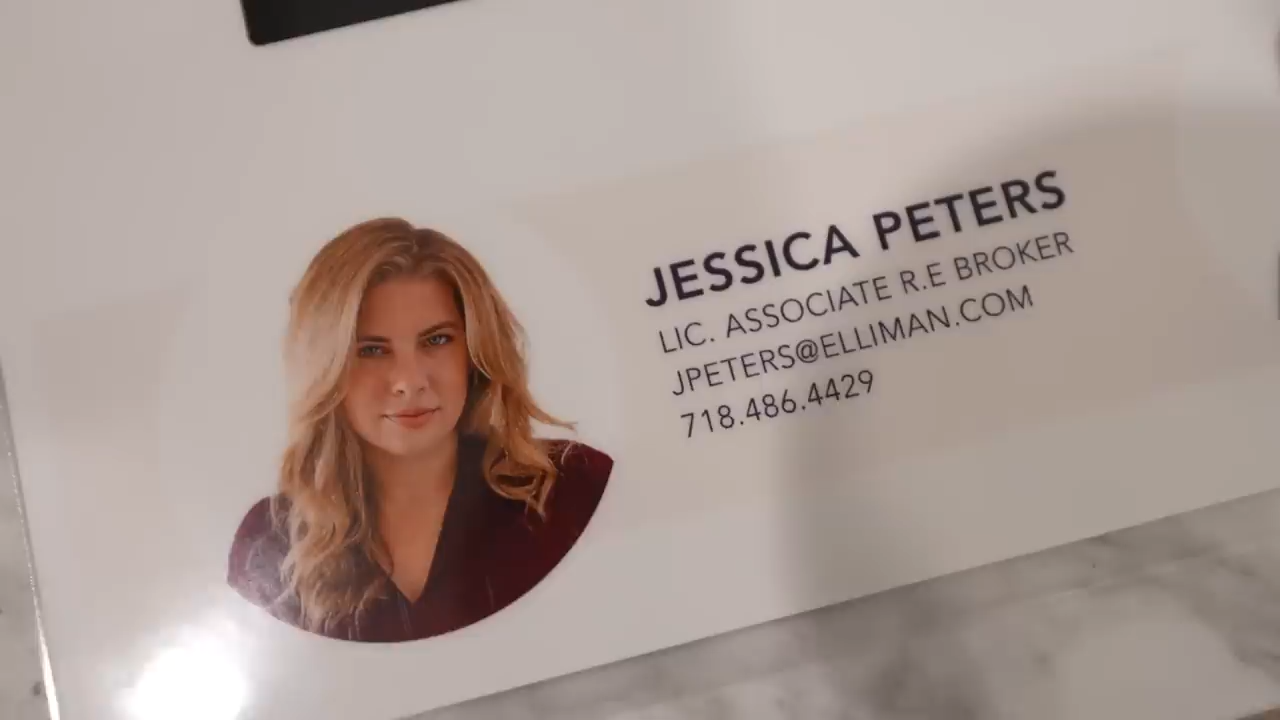 JESSICA PETERS
LIC. ASSOCIATE R.E BROKER
JPETERS@ELLIMAN.COM
718.486.4429